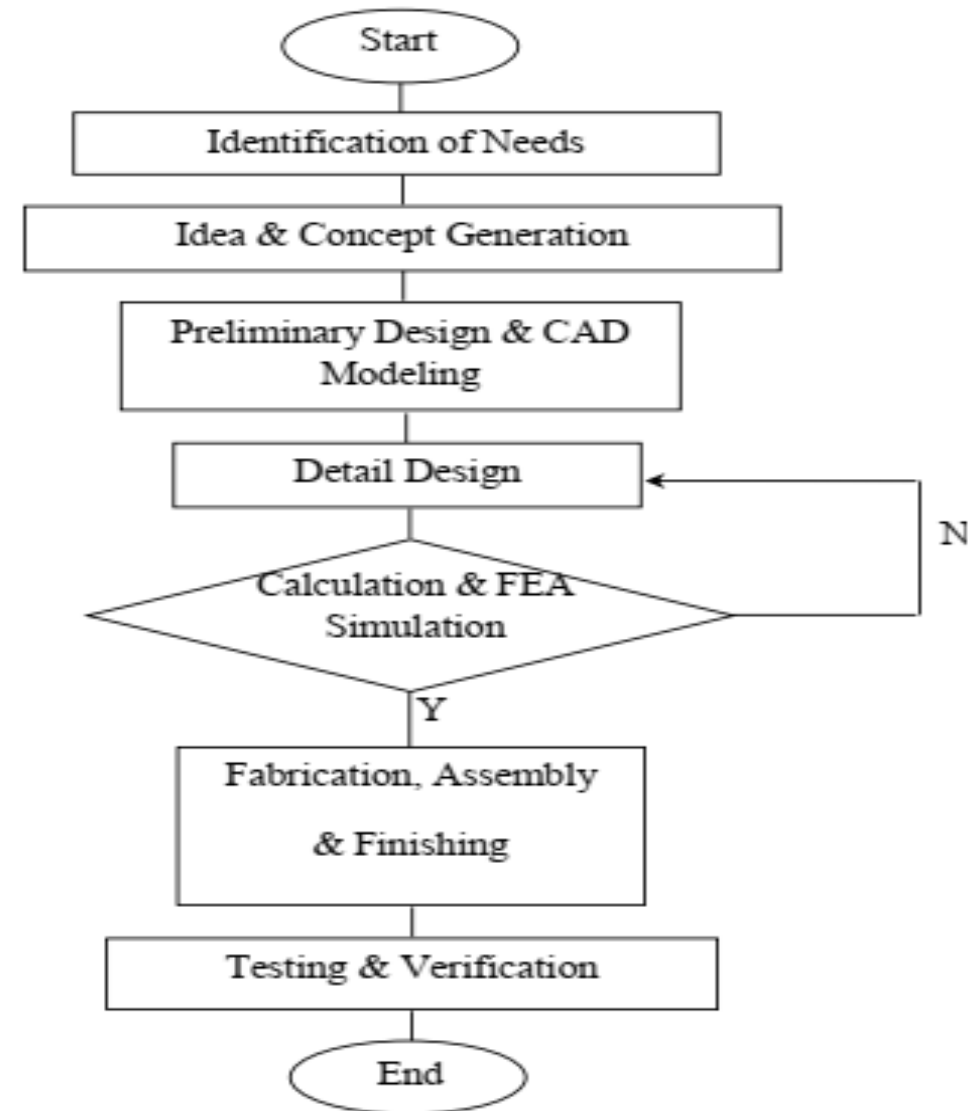 Start
Identification of Needs
Idea & Concept Generation
Preliminary Design & CAD
Modeling
Detail Design
N
Calculation & FEA
Simulation
Y
Fabrication, Assembly
& Finishing
Testing & Verification
End